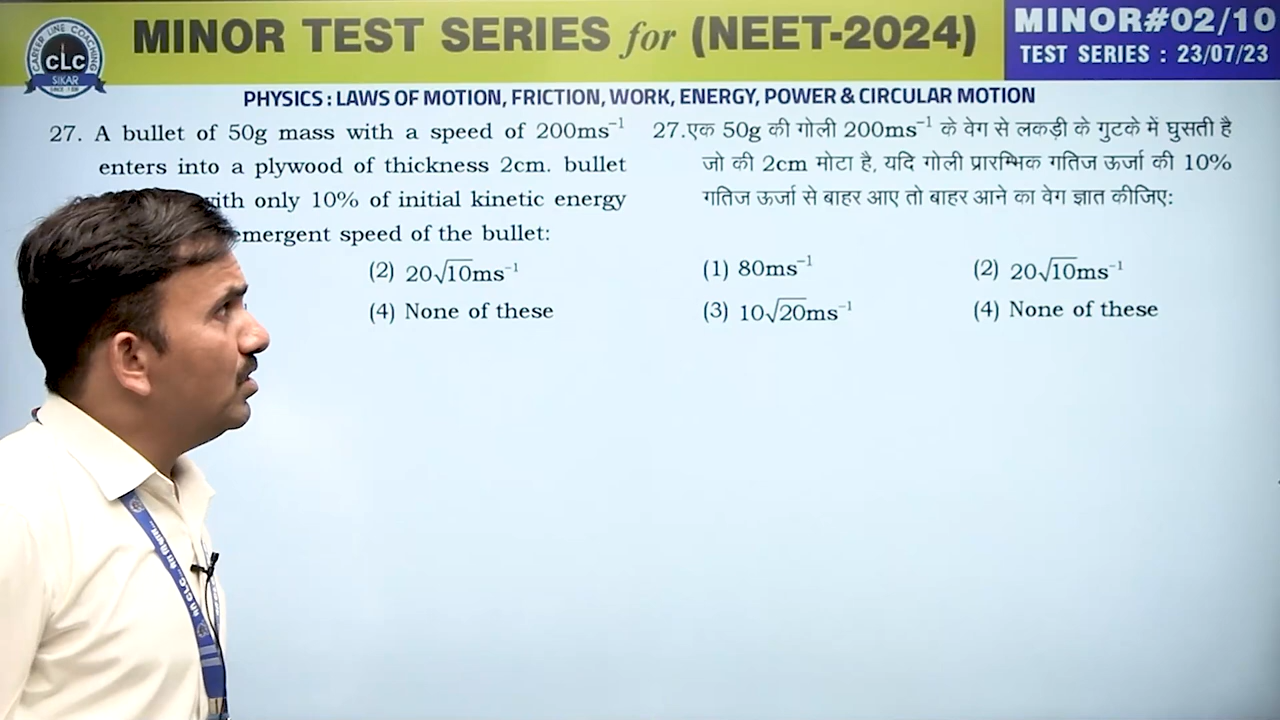 MINOR TEST SERIES for (NEET-2024)
MINOR#02/10
TEST SERIES : 23/07/23
CAREER LINE COACHING
CLC
SIKAR
PHYSICS : LAWS OF MOTION, FRICTION, WORK, ENERGY, POWER & CIRCULAR MOTION
27. A bullet of 50g mass with a speed of 200ms⁻¹
enters into a plywood of thickness 2cm. bullet
with only 10% of initial kinetic energy
emergent speed of the bullet:
(2) 20√10ms⁻¹
(4) None of these
27.एक 50g की गोली 200ms⁻¹ के वेग से लकड़ी के गुटके में घुसती है
जो की 2cm मोटा है, यदि गोली प्रारम्भिक गतिज ऊर्जा की 10%
गतिज ऊर्जा से बाहर आए तो बाहर आने का वेग ज्ञात कीजिए:
(1) 80ms⁻¹ (2) 20√10ms⁻¹
(3) 10√20ms⁻¹ (4) None of these